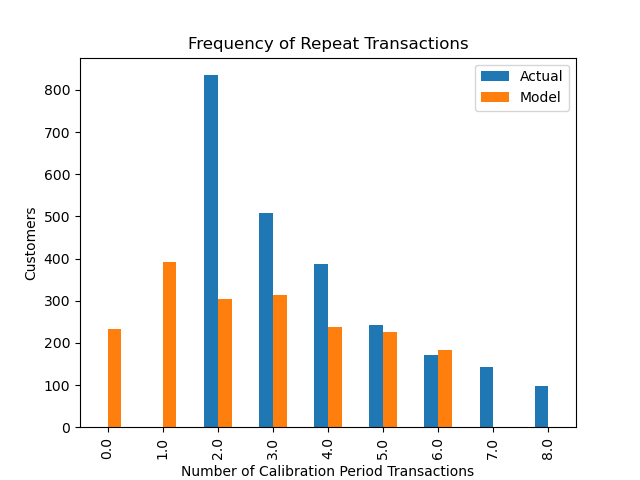 Frequency of Repeat Transactions
Actual
Model
Customers
800
700
600
500
400
300
200
100
0
0.0 1.0 2.0 3.0 4.0 5.0 6.0 7.0 8.0
Number of Calibration Period Transactions